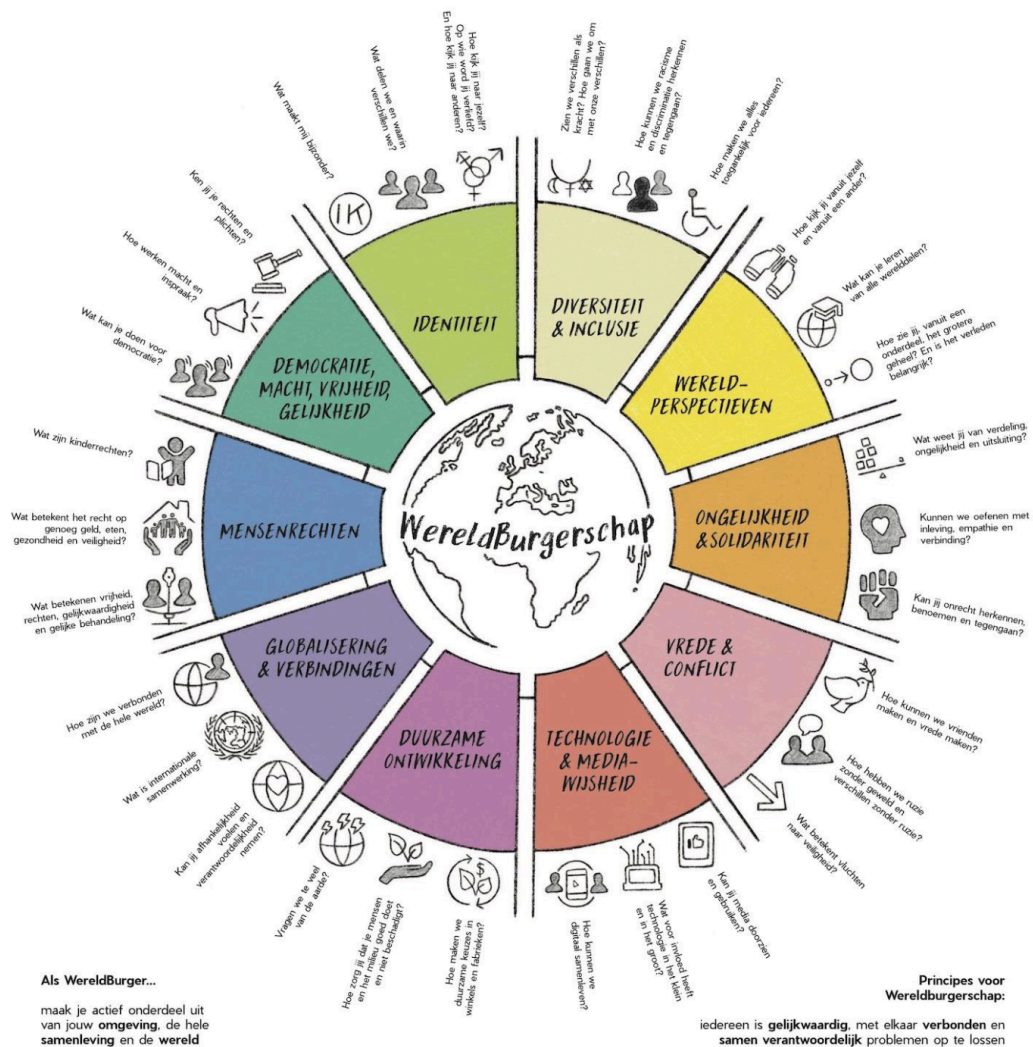 Hoe kijk jij naar jezelf?
Op wie word jij verliefd?
En hoe kijk jij naar anderen?
Wat delen we en waarin
verschillen we?
Wat maakt mij bijzonder?
IK
IDENTITEIT
Zien we verschillen als
kracht? Hoe gaan we om
met onze verschillen?
Hoe kunnen we racisme
en discriminatie herkennen
en tegengaan?
Hoe maken we alles
toegankelijk voor iedereen?
DIVERSITEIT
& INCLUSIE
Hoe kijk jij vanuit jezelf
en vanuit een ander?
Wat kan je leren
van alle werelddelen?
Hoe zie jij, vanuit een
onderdeel, het grotere
geheel? En is het verleden
belangrijk?
WERELD-
PERSPECTIEVEN
Wat weet jij van verdeling,
ongelijkheid en uitsluiting?
Kunnen we oefenen met
inleving, empathie en
verbinding?
Kan jij onrecht herkennen,
benoemen en tegengaan?
ONGELIJKHEID
& SOLIDARITEIT
Hoe kunnen we vrienden
maken en vrede maken?
Hoe hebben we ruzie
zonder geweld en
verschillen zonder ruzie?
Wat betekent vluchten
naar veiligheid?
VREDE &
CONFLICT
Kan jij media doorzien
en gebruiken?
Wat voor invloed heeft
technologie in het klein
en in het groot?
Hoe kunnen we
digitaal samenleven?
TECHNOLOGIE
& MEDIA-
WIJSHEID
Hoe maken we
duurzame keuzes in
winkels en fabrieken?
Hoe zorg jij dat je mensen
en het milieu goed doet
en niet beschadigt?
Vragen we te veel
van de aarde?
DUURZAME
ONTWIKKELING
Kan jij afhankelijkheid
voelen en
verantwoordelijkheid
nemen?
Wat is internationale
samenwerking?
Hoe zijn we verbonden
met de hele wereld?
GLOBALISERING
& VERBINDINGEN
Wat betekenen vrijheid,
rechten, gelijkwaardigheid
en gelijke behandeling?
Wat betekent het recht op
genoeg geld, eten,
gezondheid en veiligheid?
Wat zijn kinderrechten?
MENSENRECHTEN
Wat kan je doen voor
democratie?
Hoe werken macht en
inspraak?
Ken jij je rechten en
plichten?
DEMOCRATIE,
MACHT, VRIJHEID,
GELIJKHEID
WereldBurgerschap
Als WereldBurger...
maak je actief onderdeel uit
van jouw omgeving, de hele
samenleving en de wereld
Principes voor
Wereldburgerschap:
iedereen is gelijkwaardig, met elkaar verbonden en
samen verantwoordelijk problemen op te lossen